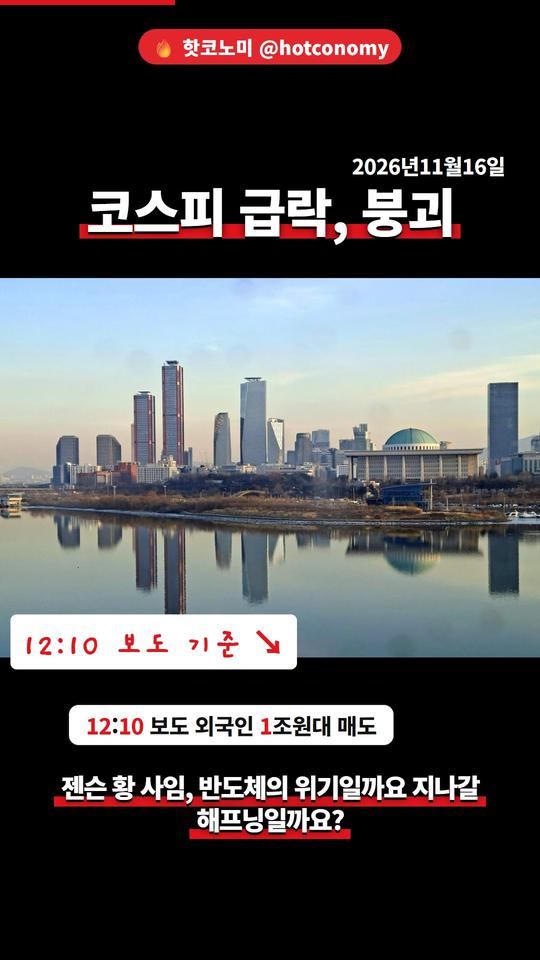 핫코노미 @hotconomy
2026년11월16일
코스피 급락, 붕괴
12:10 보도 기준 ↘
12:10 보도 외국인 1조원대 매도
젠슨 황 사임, 반도체의 위기일까요 지나갈
해프닝일까요?